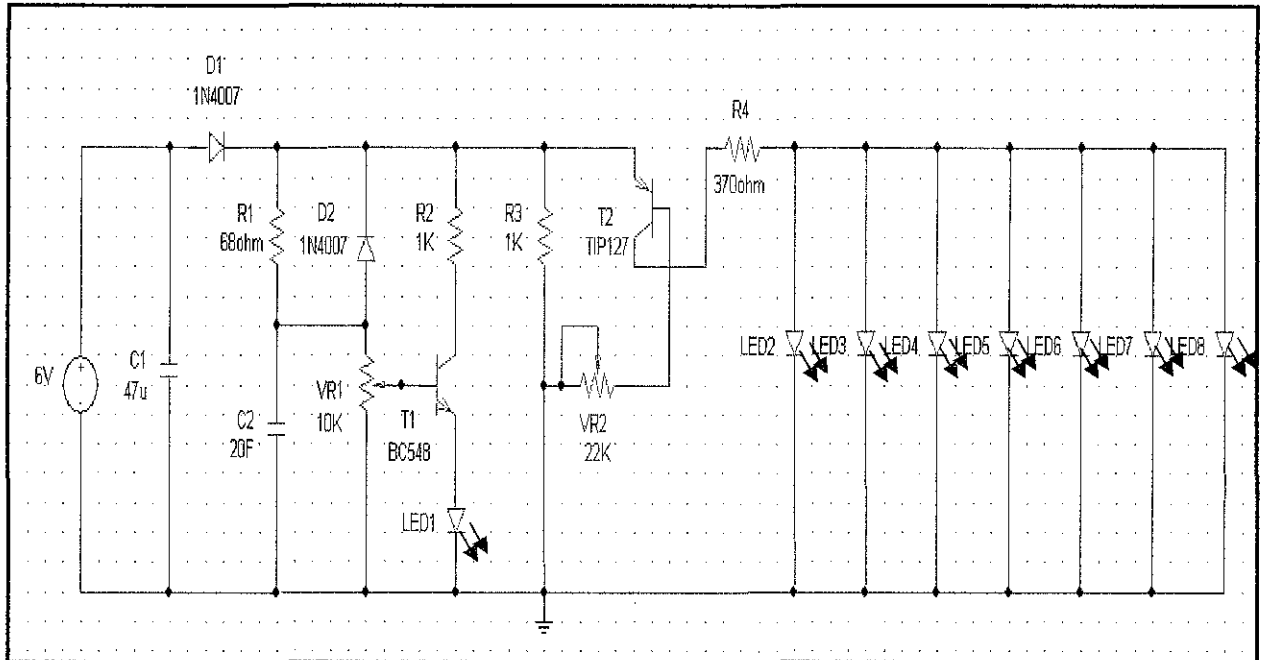 D1
1N4007
R4
370ohm
R1
68ohm
D2
1N4007
R2
1K
R3
1K
T2
TIP127
6V
C1
47u
LED2
LED3
LED4
LED5
LED6
LED7
LED8
VR1
10K
C2
20F
T1
BC548
VR2
22K
LED1